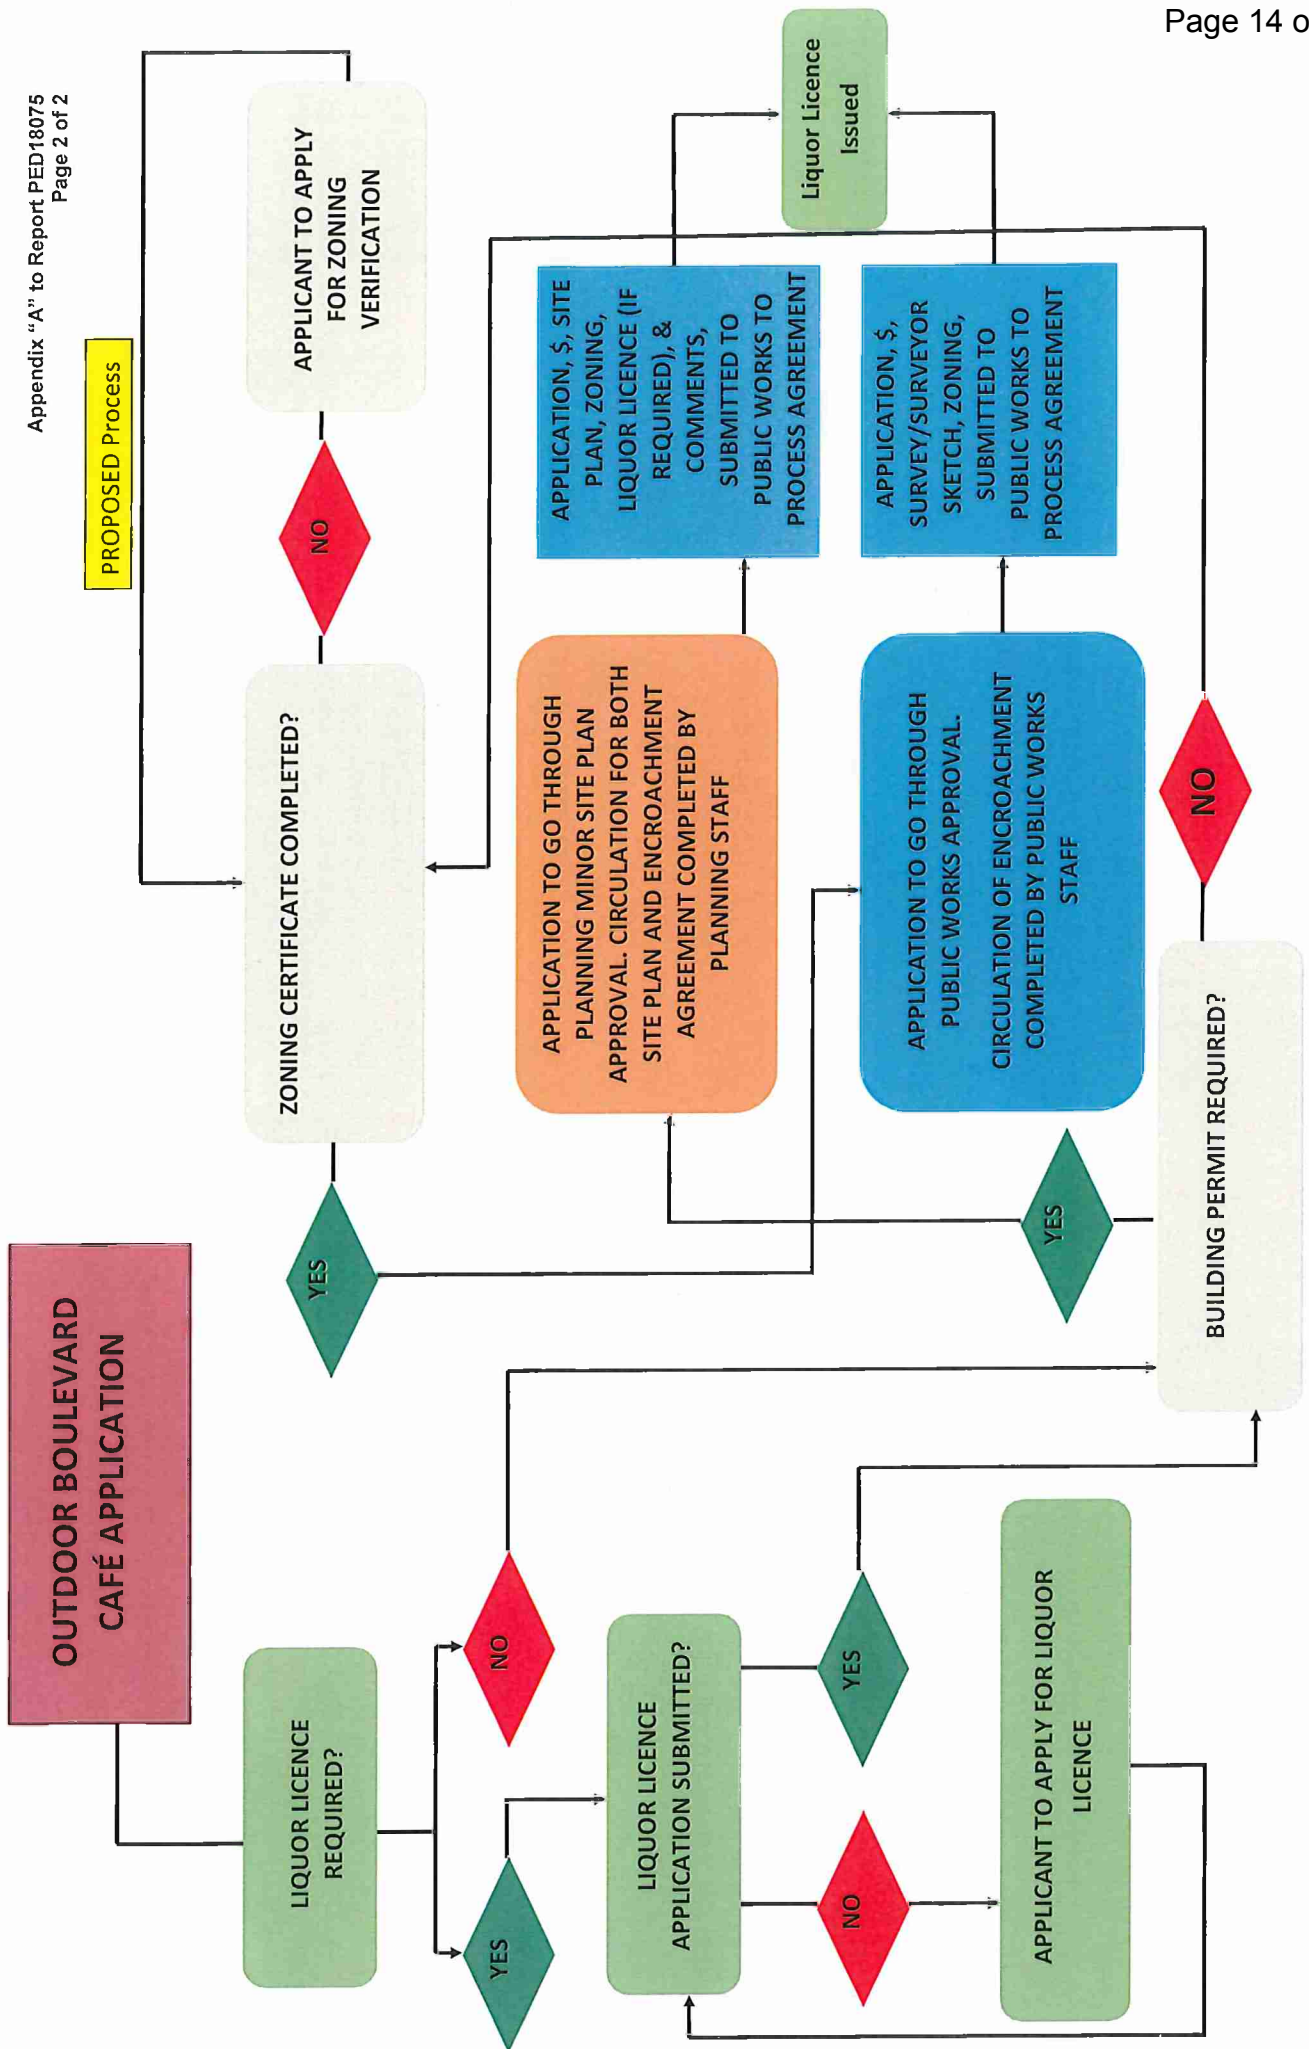 Page 14 o
Appendix "A" to Report PED18075
Page 2 of 2
PROPOSED Process
OUTDOOR BOULEVARD
CAFÉ APPLICATION
LIQUOR LICENCE
REQUIRED?
YES
NO
LIQUOR LICENCE
APPLICATION SUBMITTED?
NO
YES
APPLICANT TO APPLY FOR LIQUOR
LICENCE
BUILDING PERMIT REQUIRED?
YES
NO
ZONING CERTIFICATE COMPLETED?
YES
NO
APPLICANT TO APPLY
FOR ZONING
VERIFICATION
APPLICATION TO GO THROUGH
PLANNING MINOR SITE PLAN
APPROVAL. CIRCULATION FOR BOTH
SITE PLAN AND ENCROACHMENT
AGREEMENT COMPLETED BY
PLANNING STAFF
APPLICATION TO GO THROUGH
PUBLIC WORKS APPROVAL.
CIRCULATION OF ENCROACHMENT
COMPLETED BY PUBLIC WORKS
STAFF
APPLICATION, $, SITE
PLAN, ZONING,
LIQUOR LICENCE (IF
REQUIRED), &
COMMENTS,
SUBMITTED TO
PUBLIC WORKS TO
PROCESS AGREEMENT
APPLICATION, $,
SURVEY/SURVEYOR
SKETCH, ZONING,
SUBMITTED TO
PUBLIC WORKS TO
PROCESS AGREEMENT
Liquor Licence
Issued